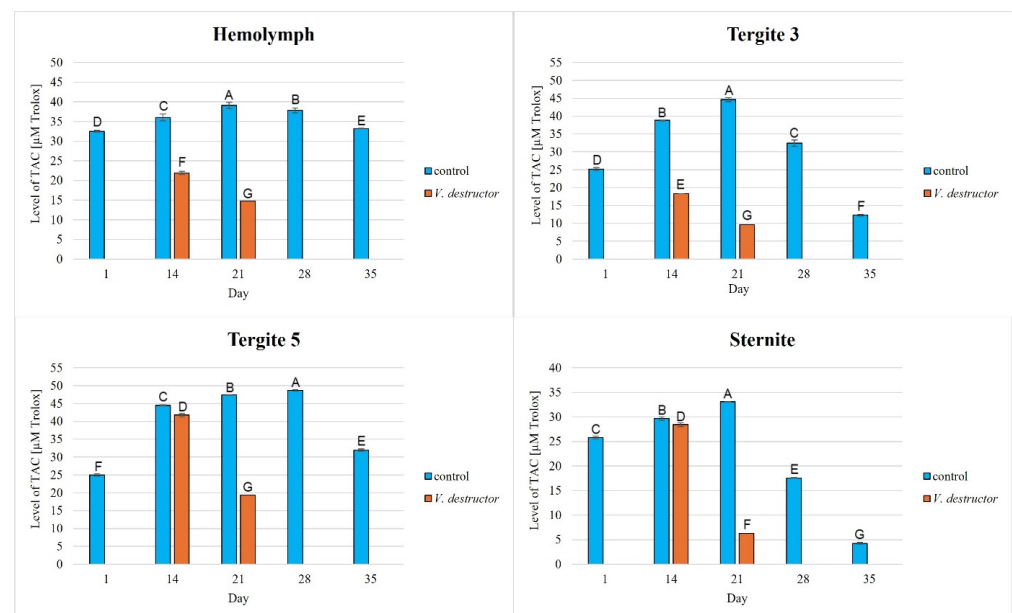 Hemolymph
Level of TAC [µM Trolox]
50
45
40
35
30
25
20
15
10
5
0
D
C
F
A
G
B
E
1
14
21
28
35
Day
control
V. destructor
Tergite 3
Level of TAC [µM Trolox]
55
50
45
40
35
30
25
20
15
10
5
0
D
B
E
A
G
C
F
1
14
21
28
35
Day
control
V. destructor
Tergite 5
Level of TAC [µM Trolox]
55
50
45
40
35
30
25
20
15
10
5
0
F
C
D
B
G
A
E
1
14
21
28
35
Day
control
V. destructor
Sternite
Level of TAC [µM Trolox]
40
35
30
25
20
15
10
5
0
C
B
D
A
F
E
G
1
14
21
28
35
Day
control
V. destructor